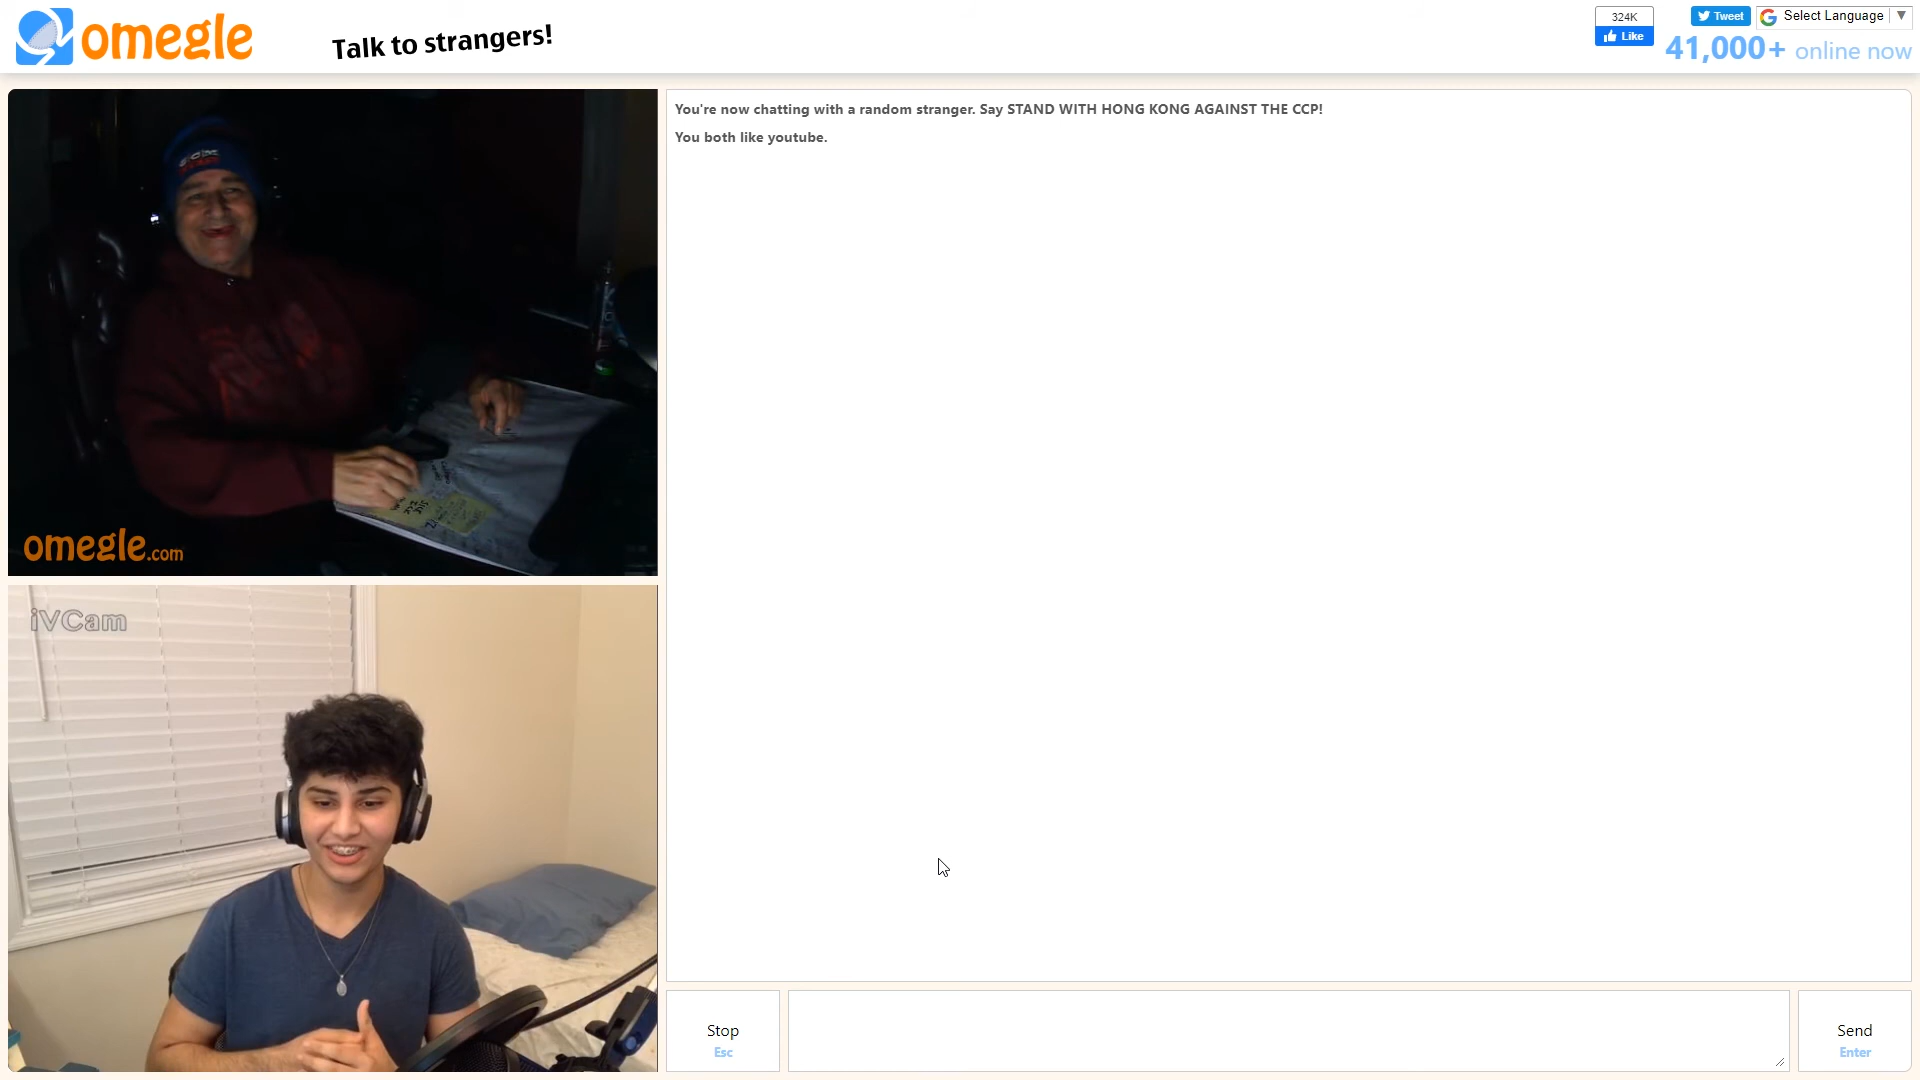 omegle
Talk to strangers!
324K
Like
Tweet
Select Language
41,000+ online now
You're now chatting with a random stranger. Say STAND WITH HONG KONG AGAINST THE CCP!
You both like youtube.
omegle.com
iVCam
Stop
Esc
Send
Enter